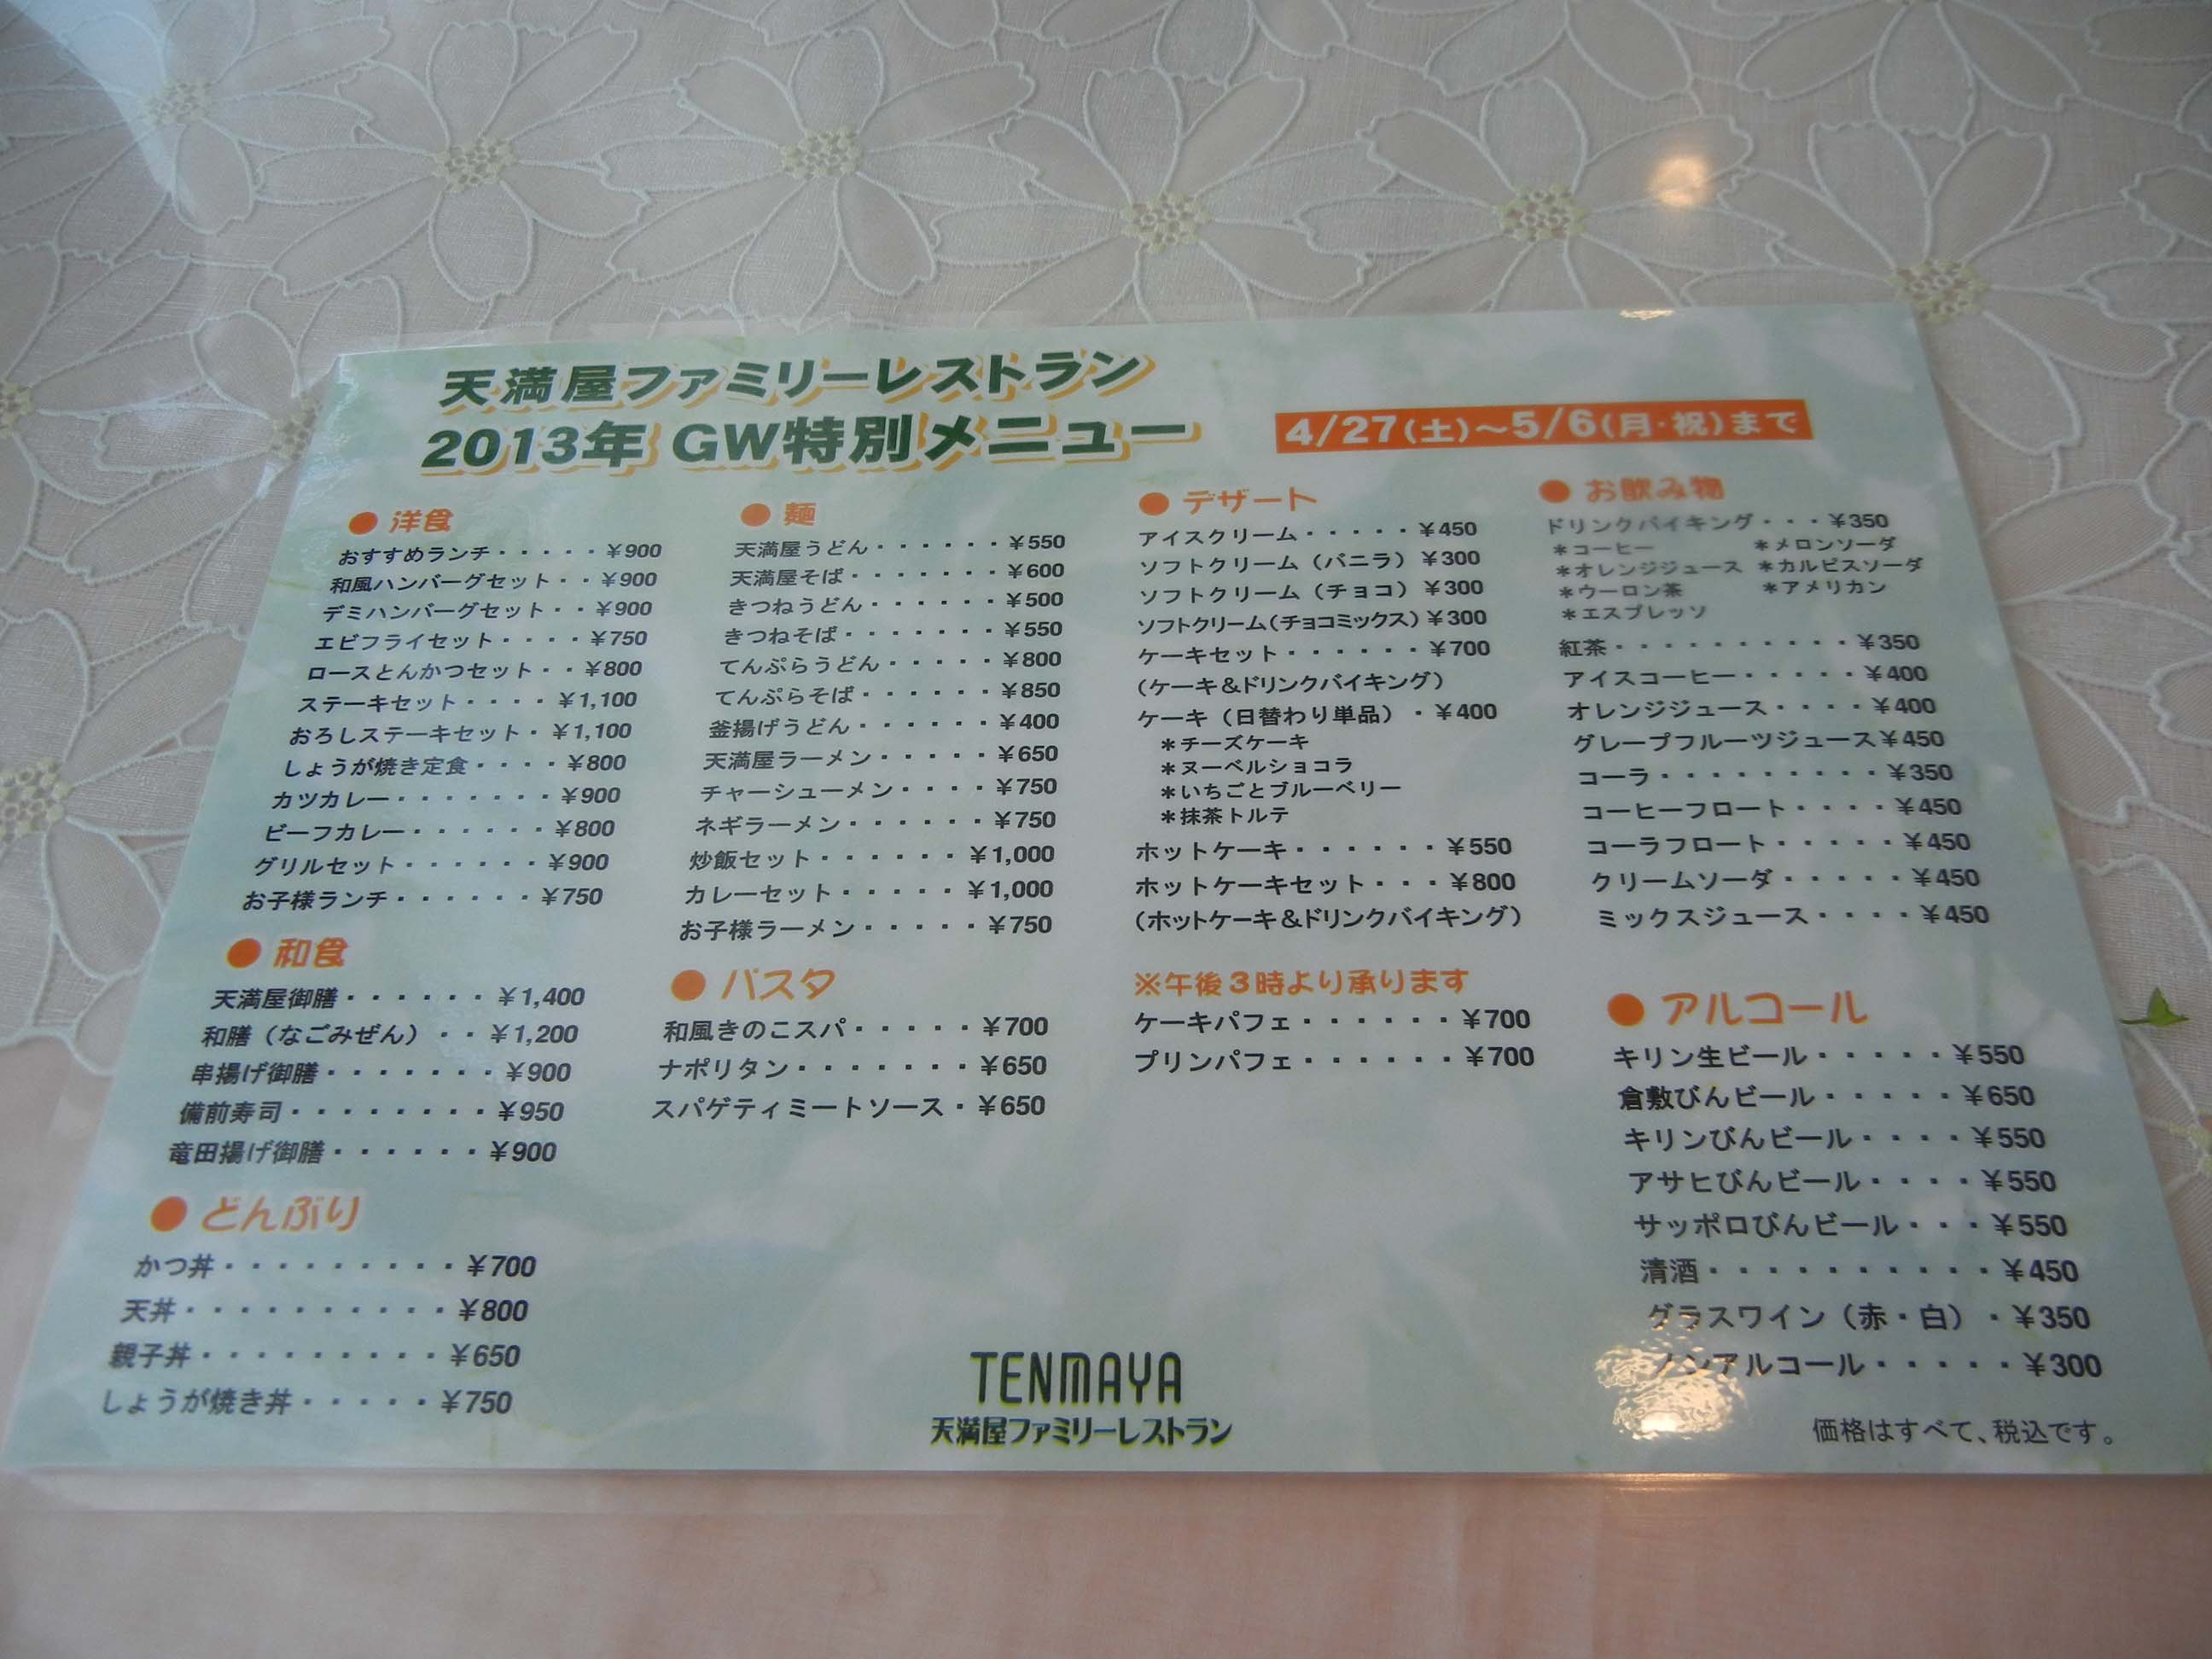 天満屋ファミリーレストラン
2013年 GW特別メニュー
4/27(土)～5/6(月・祝)まで
● 洋食
おすすめランチ・・・・・¥900
和風ハンバーグセット・・¥900
デミハンバーグセット・・¥900
エビフライセット・・・・¥750
ロースとんかつセット・・¥800
ステーキセット・・・・¥1,100
おろしステーキセット・¥1,100
しょうが焼き定食・・・・¥800
カツカレー・・・・・・・¥900
ビーフカレー・・・・・・¥800
グリルセット・・・・・・¥900
お子様ランチ・・・・・・¥750
● 和食
天満屋御膳・・・・・・¥1,400
和膳（なごみぜん）・・¥1,200
串揚げ御膳・・・・・・・¥900
備前寿司・・・・・・・・¥950
竜田揚げ御膳・・・・・・¥900
● どんぶり
かつ丼・・・・・・・・・¥700
天丼・・・・・・・・・・¥800
親子丼・・・・・・・・・¥650
しょうが焼き丼・・・・・¥750
● 麺
天満屋うどん・・・・・・¥550
天満屋そば・・・・・・・¥600
きつねうどん・・・・・・¥500
きつねそば・・・・・・・¥550
てんぷらうどん・・・・・¥800
てんぷらそば・・・・・・¥850
釜揚げうどん・・・・・・¥400
天満屋ラーメン・・・・・¥650
チャーシューメン・・・・¥750
ネギラーメン・・・・・・¥750
炒飯セット・・・・・・¥1,000
カレーセット・・・・・¥1,000
お子様ラーメン・・・・・¥750
● パスタ
和風きのこスパ・・・・・¥700
ナポリタン・・・・・・・¥650
スパゲティミートソース・¥650
● デザート
アイスクリーム・・・・・¥450
ソフトクリーム（バニラ）¥300
ソフトクリーム（チョコ）¥300
ソフトクリーム(チョコミックス)¥300
ケーキセット・・・・・・¥700
(ケーキ＆ドリンクバイキング)
ケーキ（日替わり単品）・¥400
＊チーズケーキ
＊ヌーベルショコラ
＊いちごとブルーベリー
＊抹茶トルテ
ホットケーキ・・・・・・¥550
ホットケーキセット・・・¥800
(ホットケーキ＆ドリンクバイキング)
※午後3時より承ります
ケーキパフェ・・・・・・¥700
プリンパフェ・・・・・・¥700
● お飲み物
ドリンクバイキング・・・¥350
＊コーヒー ＊メロンソーダ
＊オレンジジュース ＊カルピスソーダ
＊ウーロン茶 ＊アメリカン
＊エスプレッソ
紅茶・・・・・・・・・・¥350
アイスコーヒー・・・・・¥400
オレンジジュース・・・・¥400
グレープフルーツジュース¥450
コーラ・・・・・・・・・¥350
コーヒーフロート・・・・¥450
コーラフロート・・・・・¥450
クリームソーダ・・・・・¥450
ミックスジュース・・・・¥450
● アルコール
キリン生ビール・・・・・¥550
倉敷びんビール・・・・・¥650
キリンびんビール・・・・¥550
アサヒびんビール・・・・¥550
サッポロびんビール・・・¥550
清酒・・・・・・・・・・¥450
グラスワイン（赤・白）・¥350
ノンアルコール・・・・・¥300
価格はすべて、税込です。
TENMAYA
天満屋ファミリーレストラン